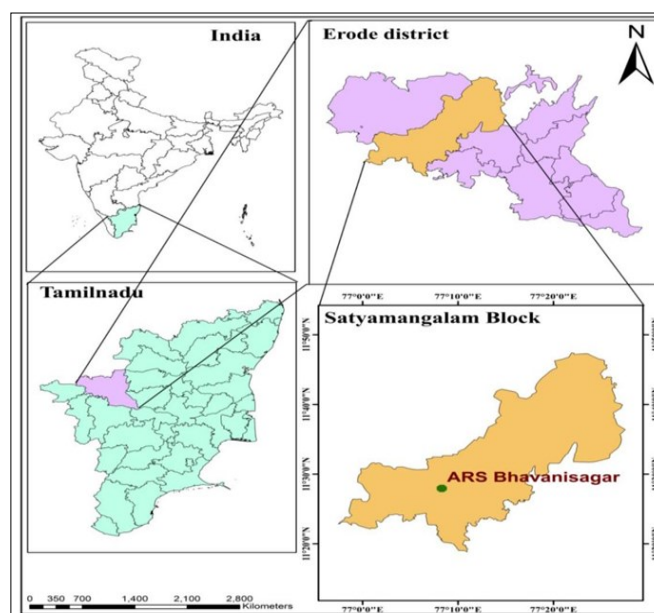 India
Erode district
N
Tamilnadu
77°0'0"E 77°10'0"E 77°20'0"E
Satyamangalam Block
ARS Bhavanisagar
77°0'0"E 77°10'0"E 77°20'0"E
0 350 700 1,400 2,100 2,800
Kilometers